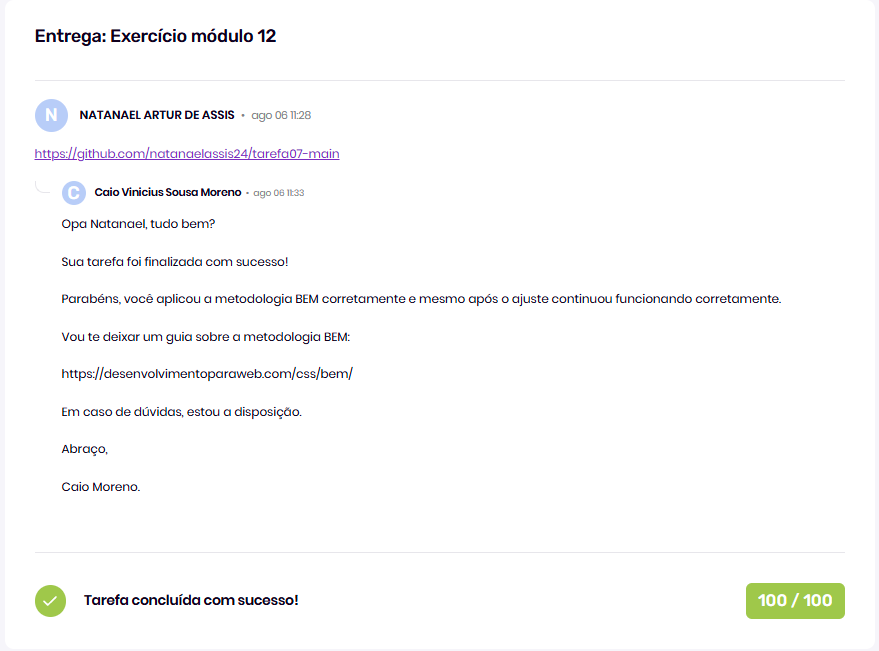 Entrega: Exercício módulo 12
N
NATANAEL ARTUR DE ASSIS • ago 06 11:28
https://github.com/natanaelassis24/tarefa07-main
C
Caio Vinicius Sousa Moreno • ago 06 11:33
Opa Natanael, tudo bem?
Sua tarefa foi finalizada com sucesso!
Parabéns, você aplicou a metodologia BEM corretamente e mesmo após o ajuste continuou funcionando corretamente.
Vou te deixar um guia sobre a metodologia BEM:
https://desenvolvimentoparaweb.com/css/bem/
Em caso de dúvidas, estou a disposição.
Abraço,
Caio Moreno.
Tarefa concluída com sucesso!
100 / 100